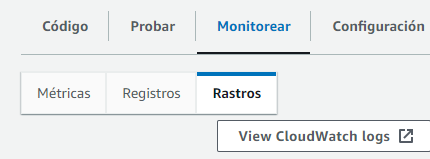 Código Probar Monitorear Configuración
Métricas Registros Rastros
View CloudWatch logs